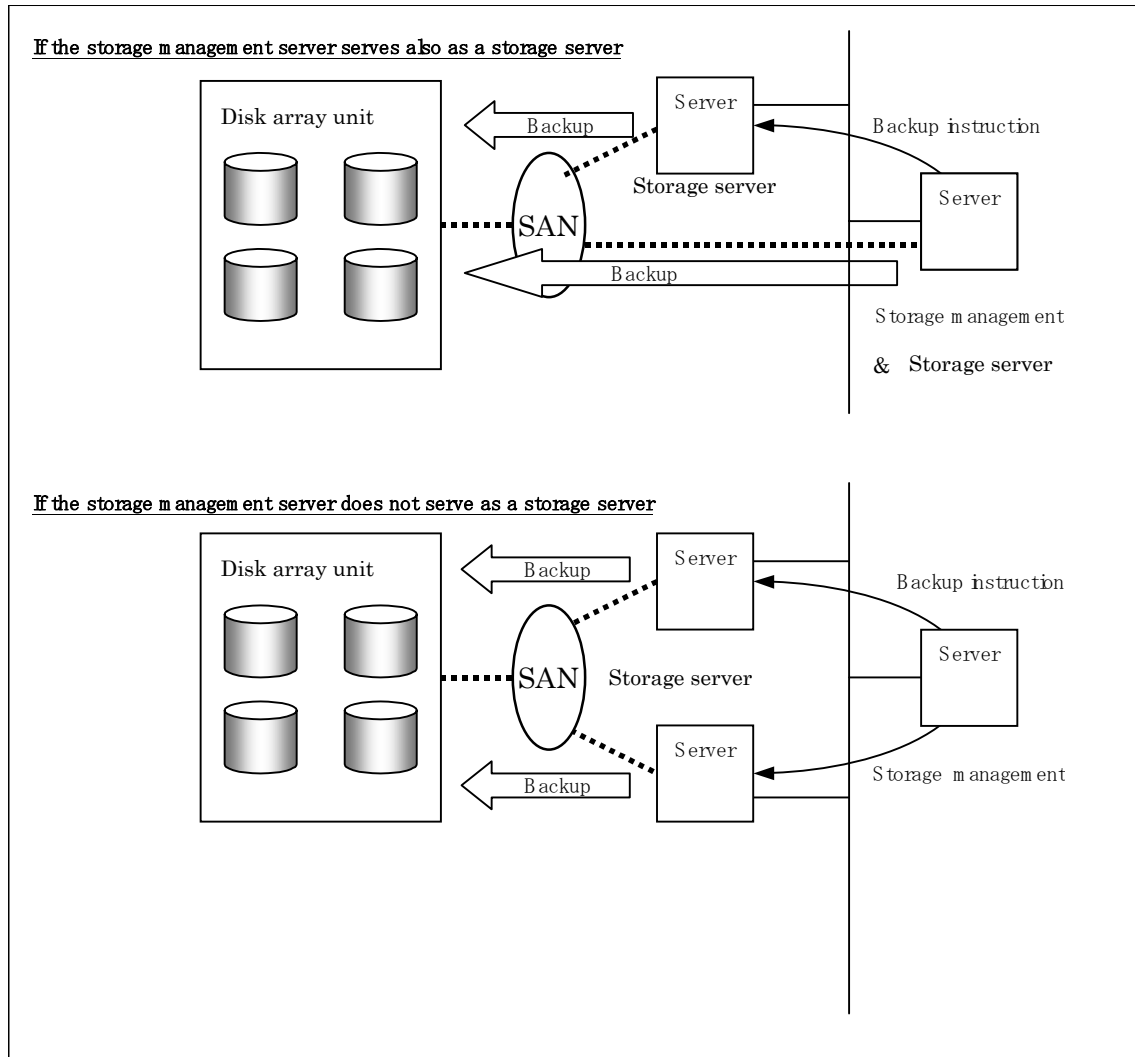 If the storage management server serves also as a storage server
Disk array unit
Backup
Server
Backup instruction
Storage server
Server
SAN
Backup
Storage management
& Storage server
If the storage management server does not serve as a storage server
Disk array unit
Backup
Server
Backup instruction
Server
SAN
Storage server
Server
Backup
Storage management